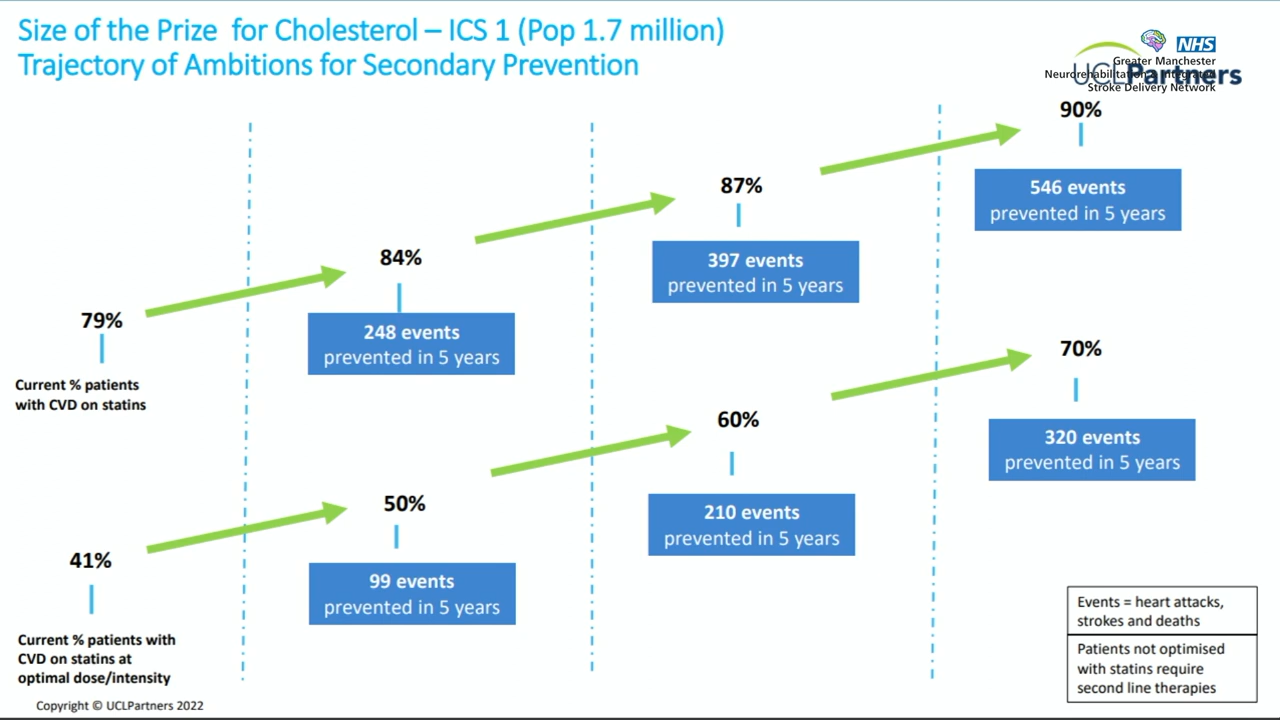 Size of the Prize for Cholesterol – ICS 1 (Pop 1.7 million)
Trajectory of Ambitions for Secondary Prevention
NHS
Greater Manchester
Neurorehabilitation & Integrated
Stroke Delivery Network
UCLPartners
90%
546 events
prevented in 5 years
87%
397 events
prevented in 5 years
84%
248 events
prevented in 5 years
79%
Current % patients
with CVD on statins
70%
320 events
prevented in 5 years
60%
210 events
prevented in 5 years
50%
99 events
prevented in 5 years
41%
Current % patients with
CVD on statins at
optimal dose/intensity
Events = heart attacks,
strokes and deaths
Patients not optimised
with statins require
second line therapies
Copyright © UCLPartners 2022